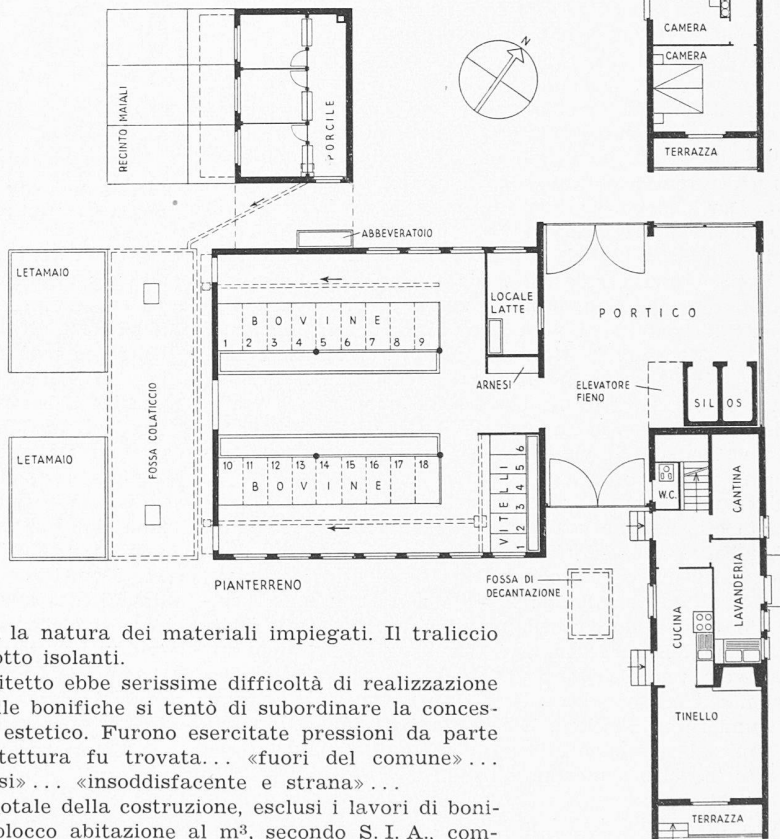 CAMERA
CAMERA
TERRAZZA
N
RECINTO MAIALI
PORCILE
ABBEVERATOIO
LETAMAIO
LETAMAIO
FOSSA COLATICCIO
BOVINE
1 2 3 4 5 6 7 8 9
10 11 12 13 14 15 16 17 18
BOVINE
LOCALE
LATTE
ARNESI
VITELLI
1 2 3 4 5 6
PORTICO
ELEVATORE
FIENO
SILOS
W.C.
CANTINA
LAVANDERIA
CUCINA
TINELLO
TERRAZZA
PIANTERRENO
FOSSA DI
DECANTAZIONE
la natura dei materiali impiegati. Il traliccio
otto isolanti.
itetto ebbe serissime difficoltà di realizzazione
lle bonifiche si tentò di subordinare la conces-
estetico. Furono esercitate pressioni da parte
tettura fu trovata... «fuori del comune»...
si»... «insoddisfacente e strana»...
otale della costruzione, esclusi i lavori di boni-
blocco abitazione al m³, secondo S. I. A., com-